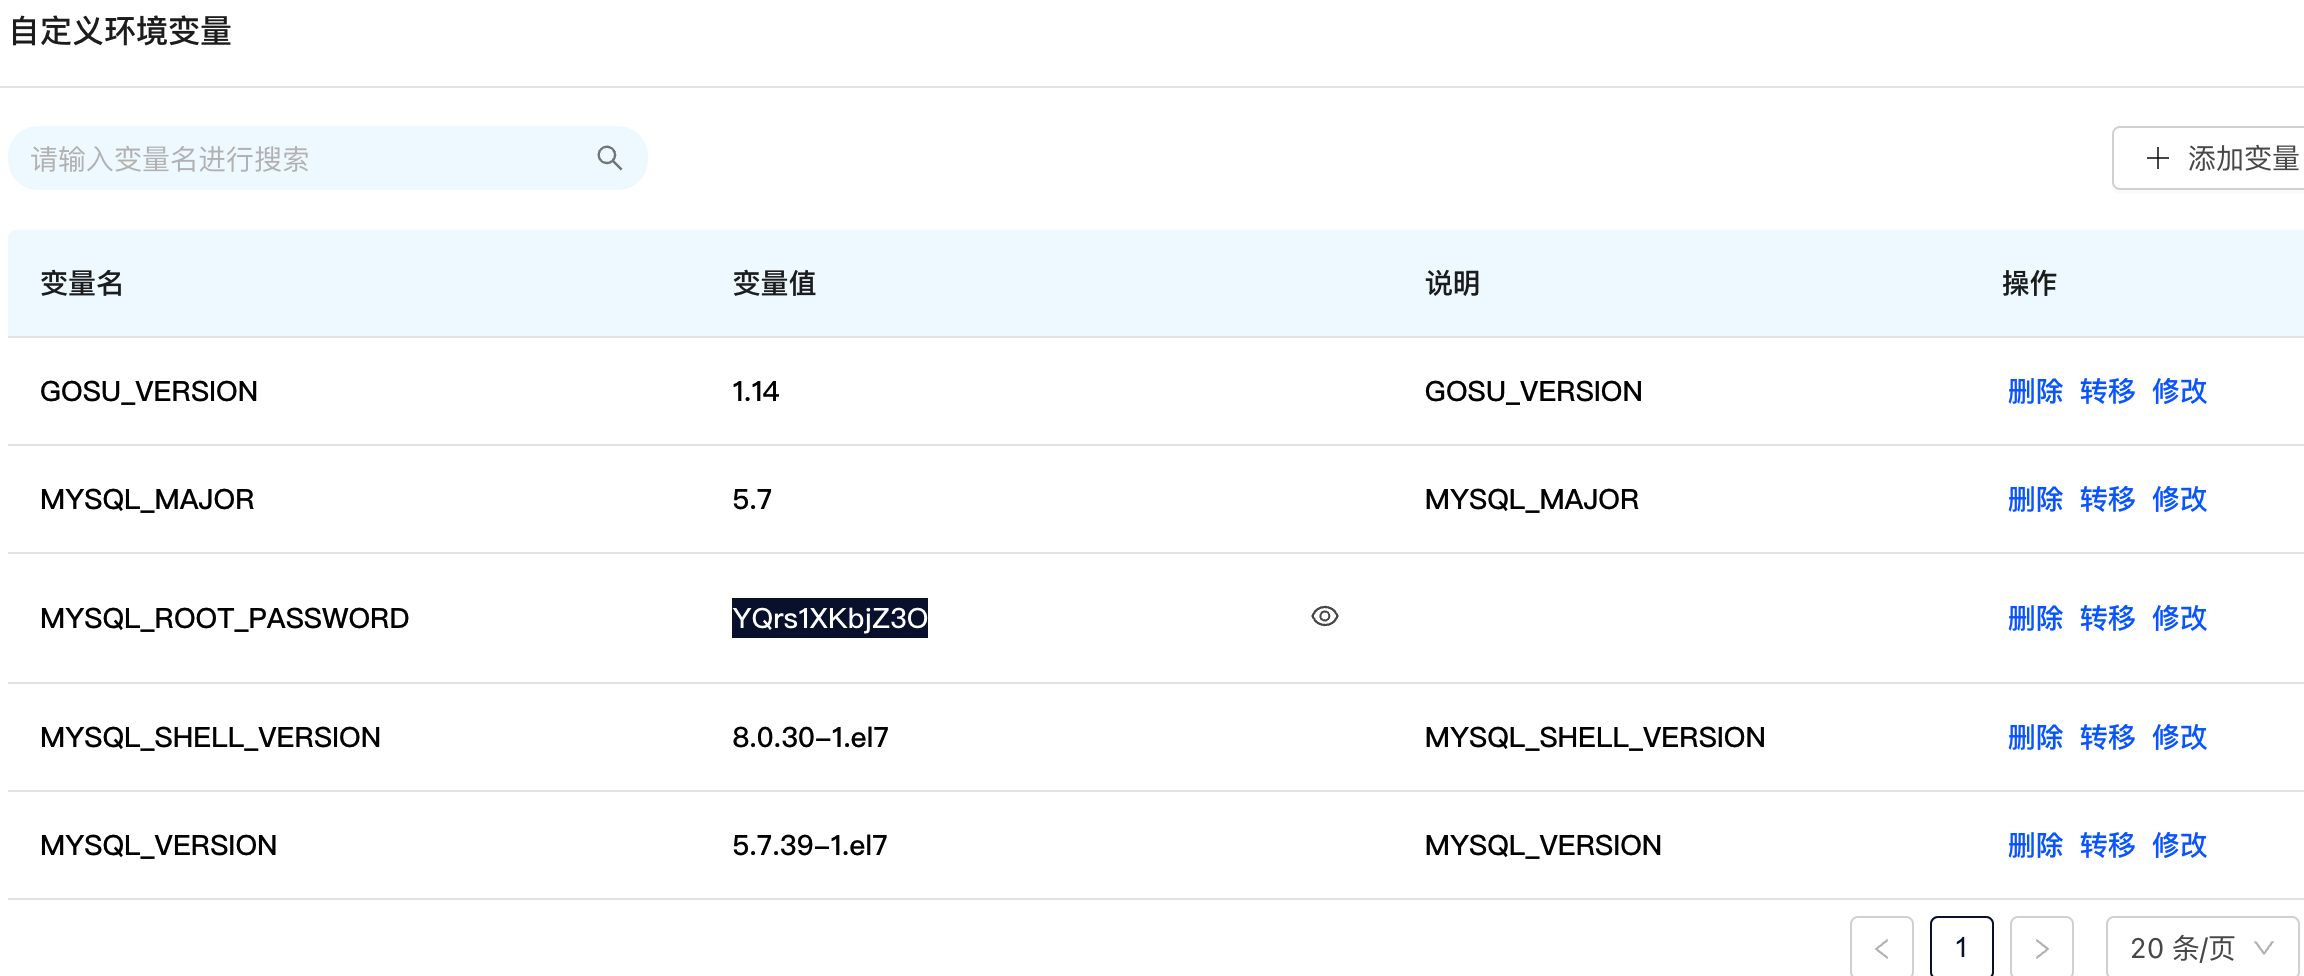 自定义环境变量
请输入变量名进行搜索
添加变量
变量名 变量值 说明 操作
GOSU_VERSION 1.14 GOSU_VERSION 删除 转移 修改
MYSQL_MAJOR 5.7 MYSQL_MAJOR 删除 转移 修改
MYSQL_ROOT_PASSWORD YQrs1XKbjZ3O 删除 转移 修改
MYSQL_SHELL_VERSION 8.0.30-1.el7 MYSQL_SHELL_VERSION 删除 转移 修改
MYSQL_VERSION 5.7.39-1.el7 MYSQL_VERSION 删除 转移 修改
< 1 > 20 条/页